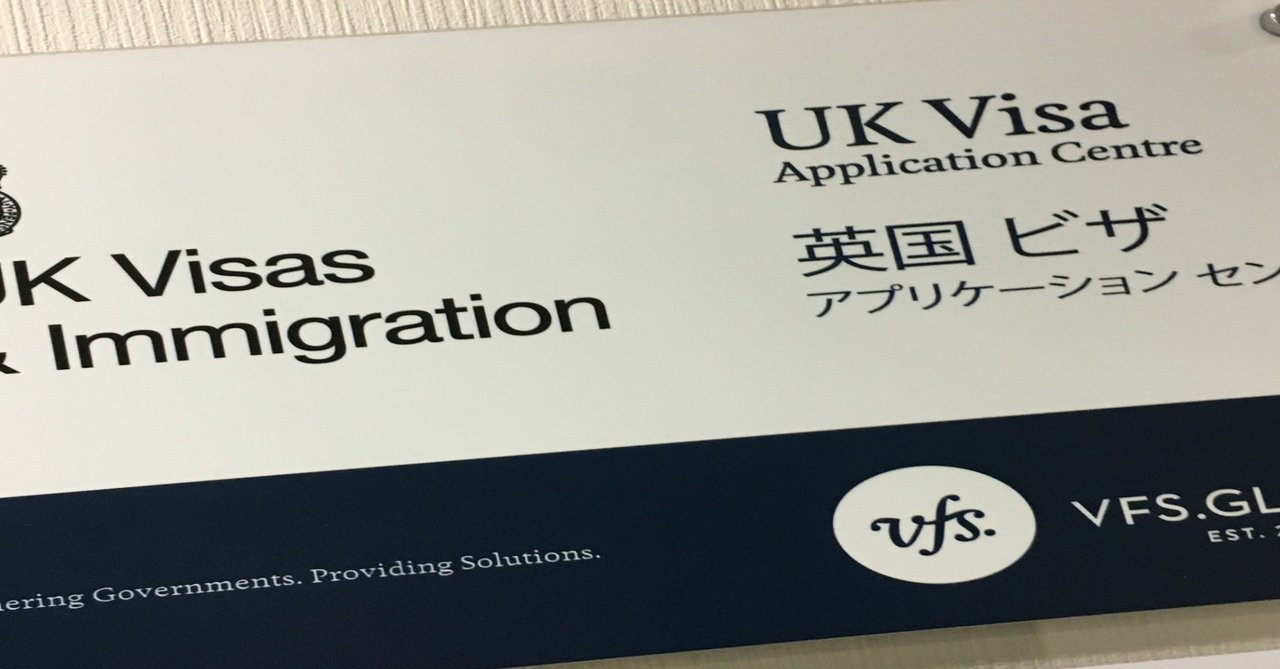 UK Visas
& Immigration
UK Visa
Application Centre
英国 ビザ
アプリケーション セン
Governments. Providing Solutions.
vfs.
VFS.GL
EST.